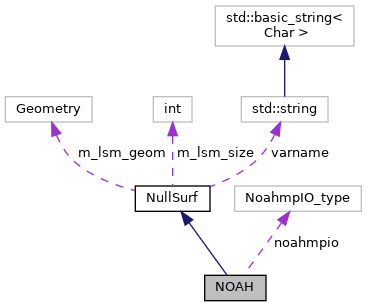 std::basic_string<
Char >
Geometry
int
std::string
m_lsm_geom
m_lsm_size
varname
NullSurf
NoahmpIO_type
noahmpio
NOAH